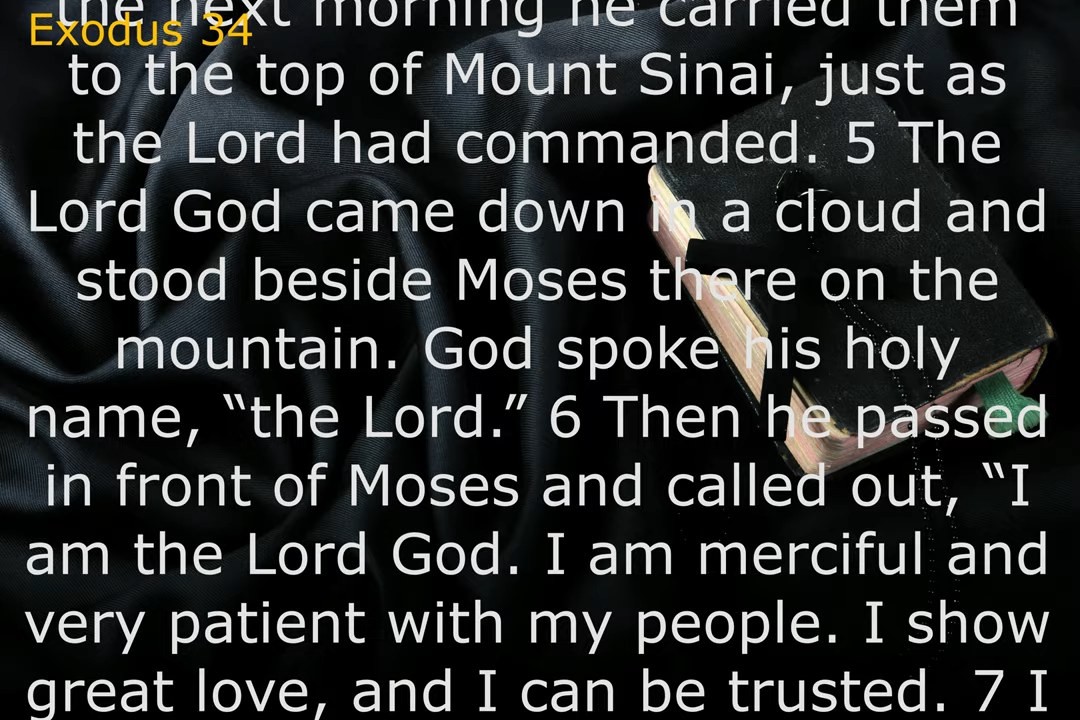 the next morning he carried them
Exodus 34
to the top of Mount Sinai, just as
the Lord had commanded. 5 The
Lord God came down in a cloud and
stood beside Moses there on the
mountain. God spoke his holy
name, “the Lord.” 6 Then he passed
in front of Moses and called out, “I
am the Lord God. I am merciful and
very patient with my people. I show
great love, and I can be trusted. 7 I